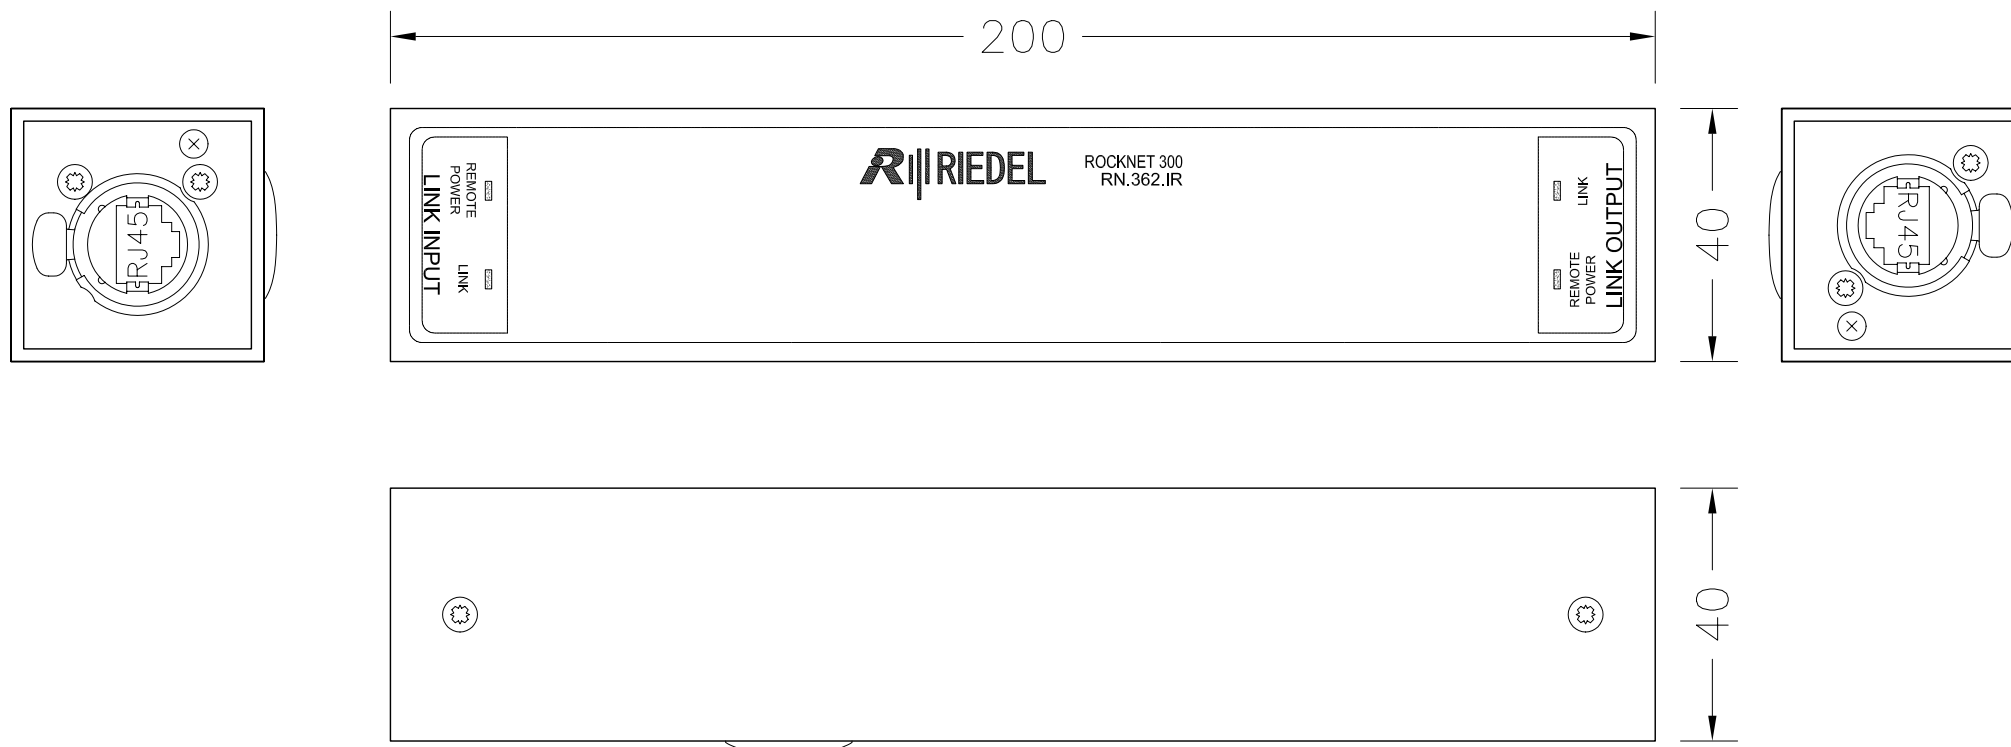 200
RJ45
REMOTE
POWER
LINK
LINK INPUT
RIEDEL
ROCKNET 300
RN.362.IR
LINK
REMOTE
POWER
LINK OUTPUT
40
RJ45
40